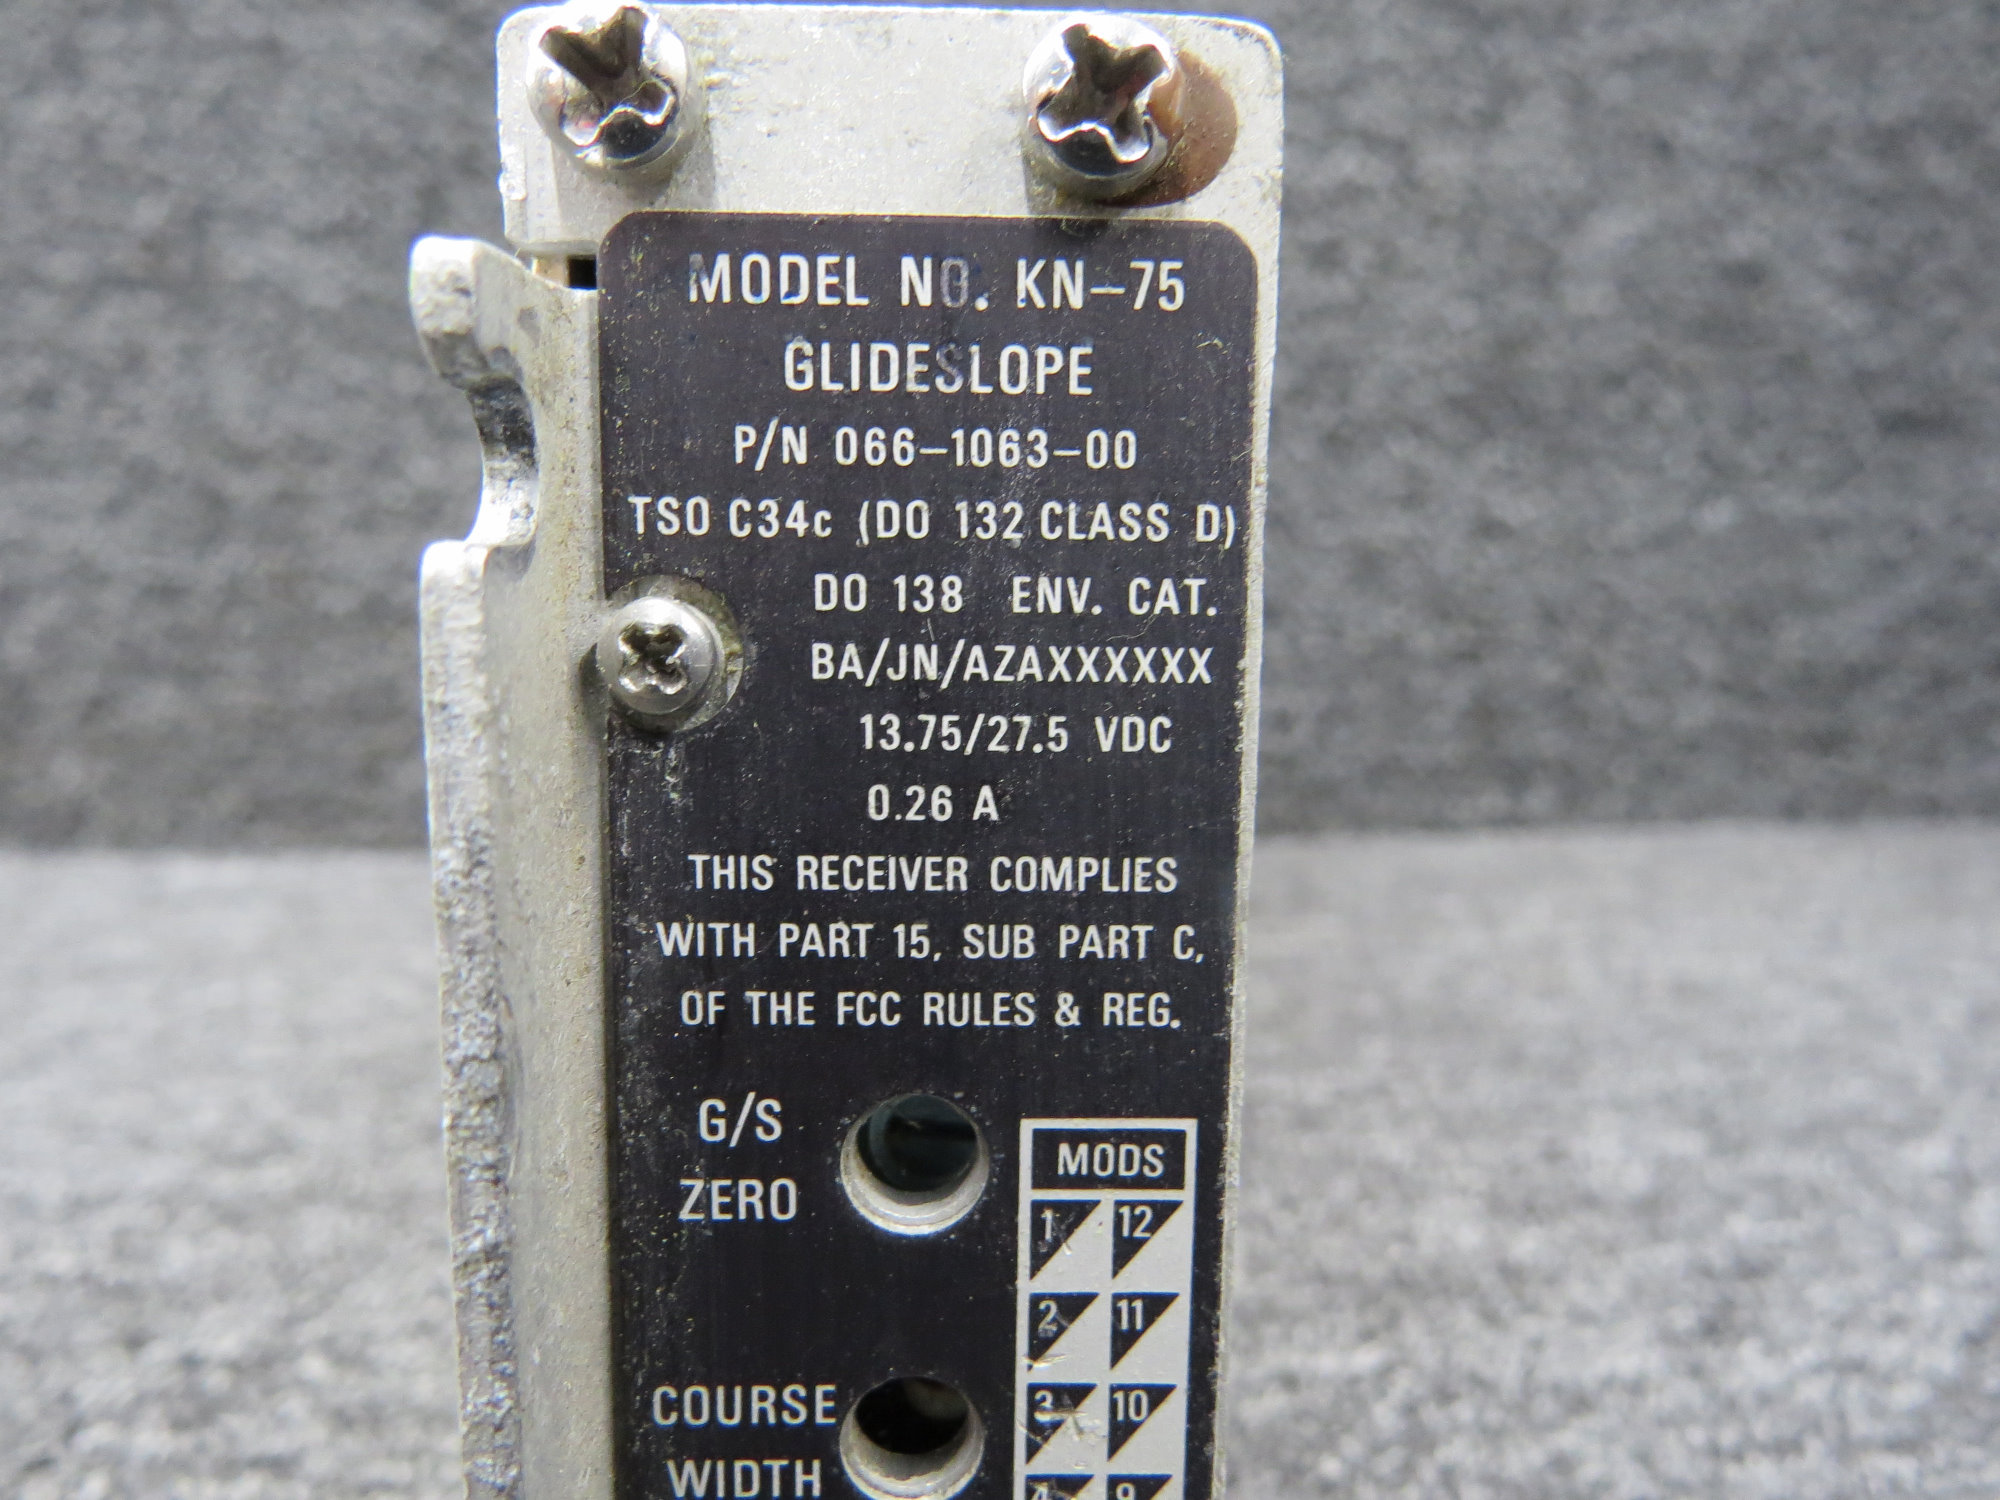 MODEL NO. KN-75
GLIDESLOPE
P/N 066-1063-00
TSO C34c (DO 132 CLASS D)
DO 138 ENV. CAT.
BA/JN/AZAXXXXXX
13.75/27.5 VDC
0.26 A
THIS RECEIVER COMPLIES
WITH PART 15, SUB PART C,
OF THE FCC RULES & REG.
G/S
ZERO
MODS
1 12
2 11
3 10
4 9
COURSE
WIDTH